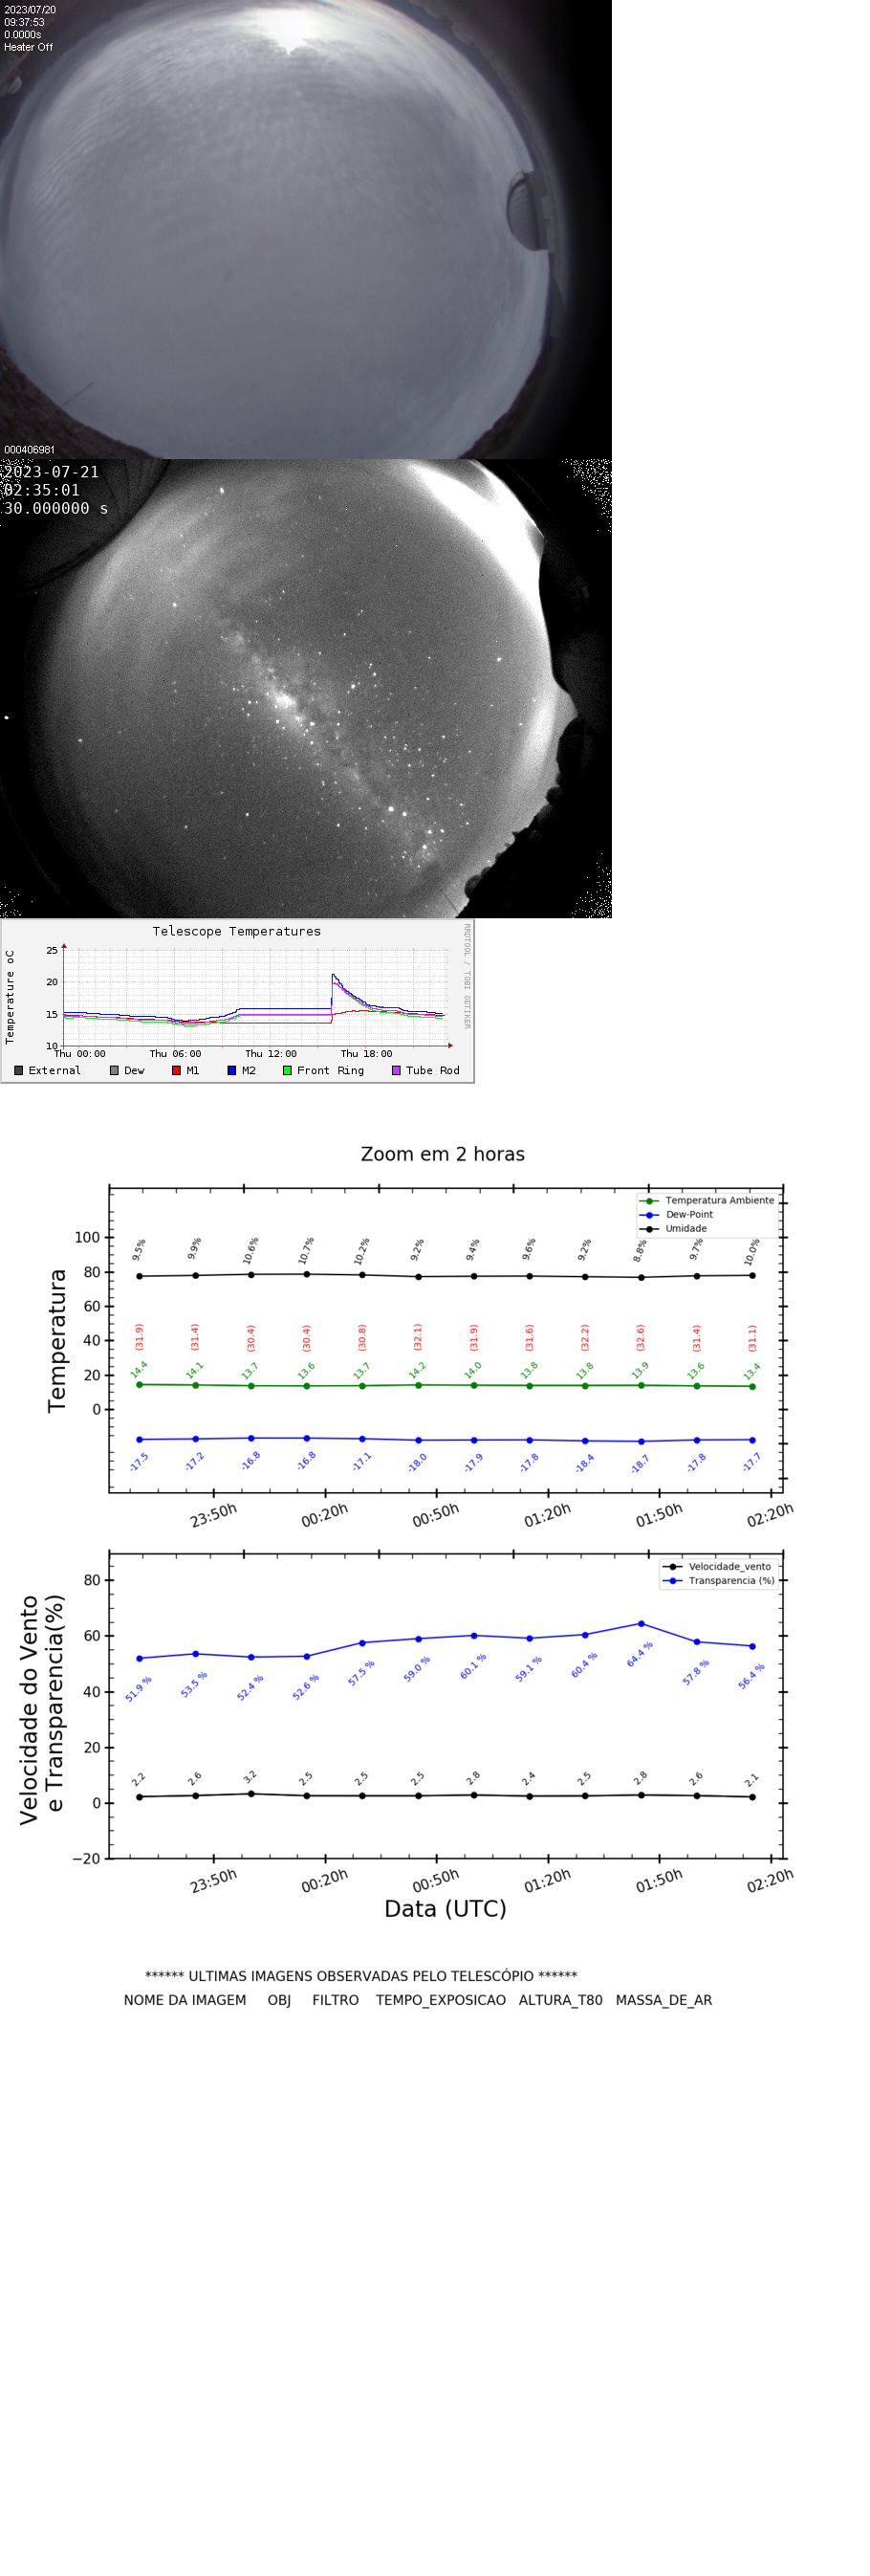 2023/07/20
09:37:53
0.0000s
Heater Off
000406981
2023-07-21
02:35:01
30.000000 s
Telescope Temperatures
RRDTOOL / TOBI OETIKER
Temperature oC
25
20
15
10
Thu 00:00 Thu 06:00 Thu 12:00 Thu 18:00
External Dew M1 M2 Front Ring Tube Rod
Zoom em 2 horas
Temperatura Ambiente
Dew-Point
Umidade
Temperatura
100
80
60
40
20
0
9.5% 9.9% 10.6% 10.7% 10.2% 9.2% 9.4% 9.6% 9.2% 8.8% 9.7% 10.0%
(31.9) (31.4) (30.4) (30.4) (30.8) (32.1) (31.9) (31.6) (32.2) (32.6) (31.4) (31.1)
14.4 14.1 13.7 13.6 13.7 14.2 14.0 13.8 13.8 13.9 13.6 13.4
-17.5 -17.2 -16.8 -16.8 -17.1 -18.0 -17.9 -17.8 -18.4 -18.7 -17.8 -17.7
23:50h 00:20h 00:50h 01:20h 01:50h 02:20h
Velocidade_vento
Transparencia (%)
Velocidade do Vento
e Transparencia(%)
80
60
40
20
0
−20
51.9 % 53.5 % 52.4 % 52.6 % 57.5 % 59.0 % 60.1 % 59.1 % 60.4 % 64.4 % 57.8 % 56.4 %
2.2 2.6 3.2 2.5 2.5 2.5 2.8 2.4 2.5 2.8 2.6 2.1
23:50h 00:20h 00:50h 01:20h 01:50h 02:20h
Data (UTC)
****** ULTIMAS IMAGENS OBSERVADAS PELO TELESCÓPIO ******
NOME DA IMAGEM OBJ FILTRO TEMPO_EXPOSICAO ALTURA_T80 MASSA_DE_AR